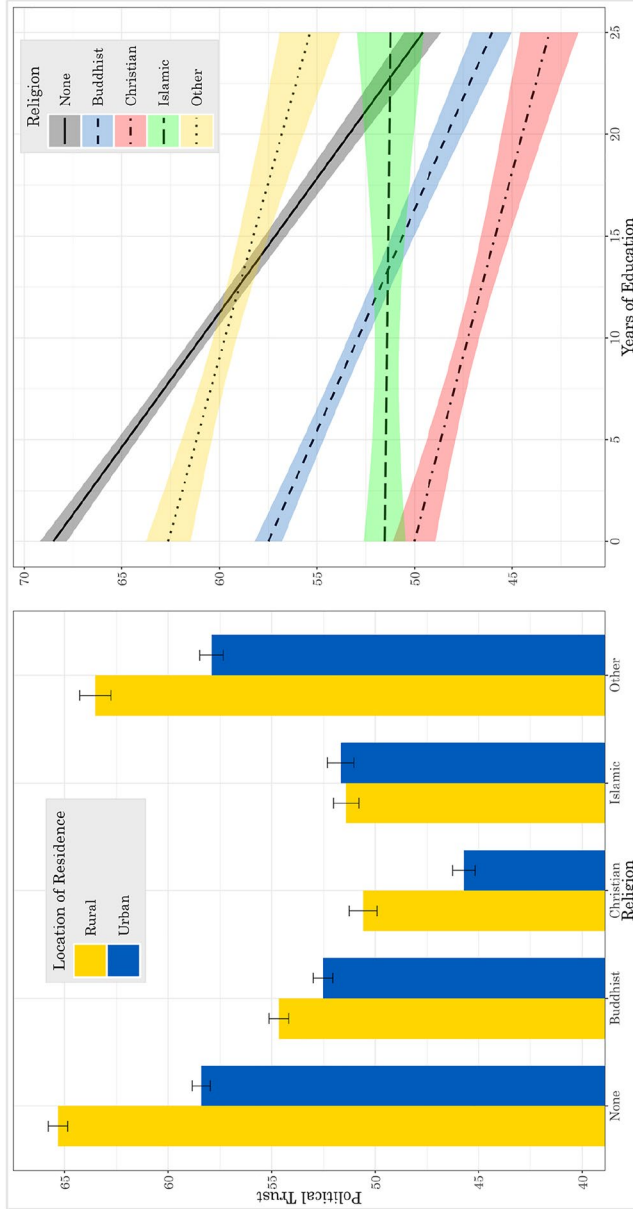 Political Trust
65
60
55
50
45
40
Location of Residence
Rural
Urban
None
Buddhist
Christian
Islamic
Other
Religion
70
65
60
55
50
45
Religion
None
Buddhist
Christian
Islamic
Other
0
5
10
15
20
25
Years of Education